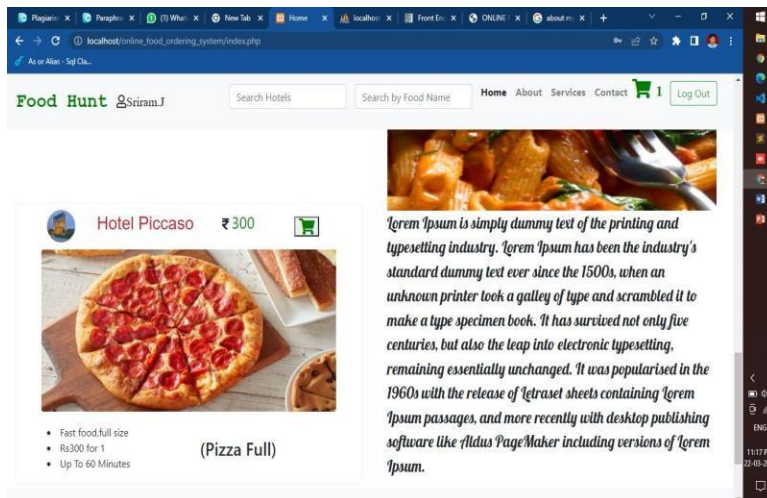 Plagiaris
Paraphra
(1) Whats
New Tab
Home
localhost
Front En
ONLINE
about m
localhost/online_food_ordering_system/index.php
As or Alias - Sql Cla...
Food Hunt Sriram.J
Search Hotels
Search by Food Name
Home About Services Contact 1 Log Out
Hotel Piccaso ₹ 300
Fast food,full size
Rs300 for 1
Up To 60 Minutes
(Pizza Full)
Lorem Ipsum is simply dummy text of the printing and
typesetting industry. Lorem Ipsum has been the industry's
standard dummy text ever since the 1500s, when an
unknown printer took a galley of type and scrambled it to
make a type specimen book. It has survived not only five
centuries, but also the leap into electronic typesetting,
remaining essentially unchanged. It was popularised in the
1960s with the release of Letraset sheets containing Lorem
Ipsum passages, and more recently with desktop publishing
software like Aldus PageMaker including versions of Lorem
Ipsum.
ENG
11:17 P
22-03-2